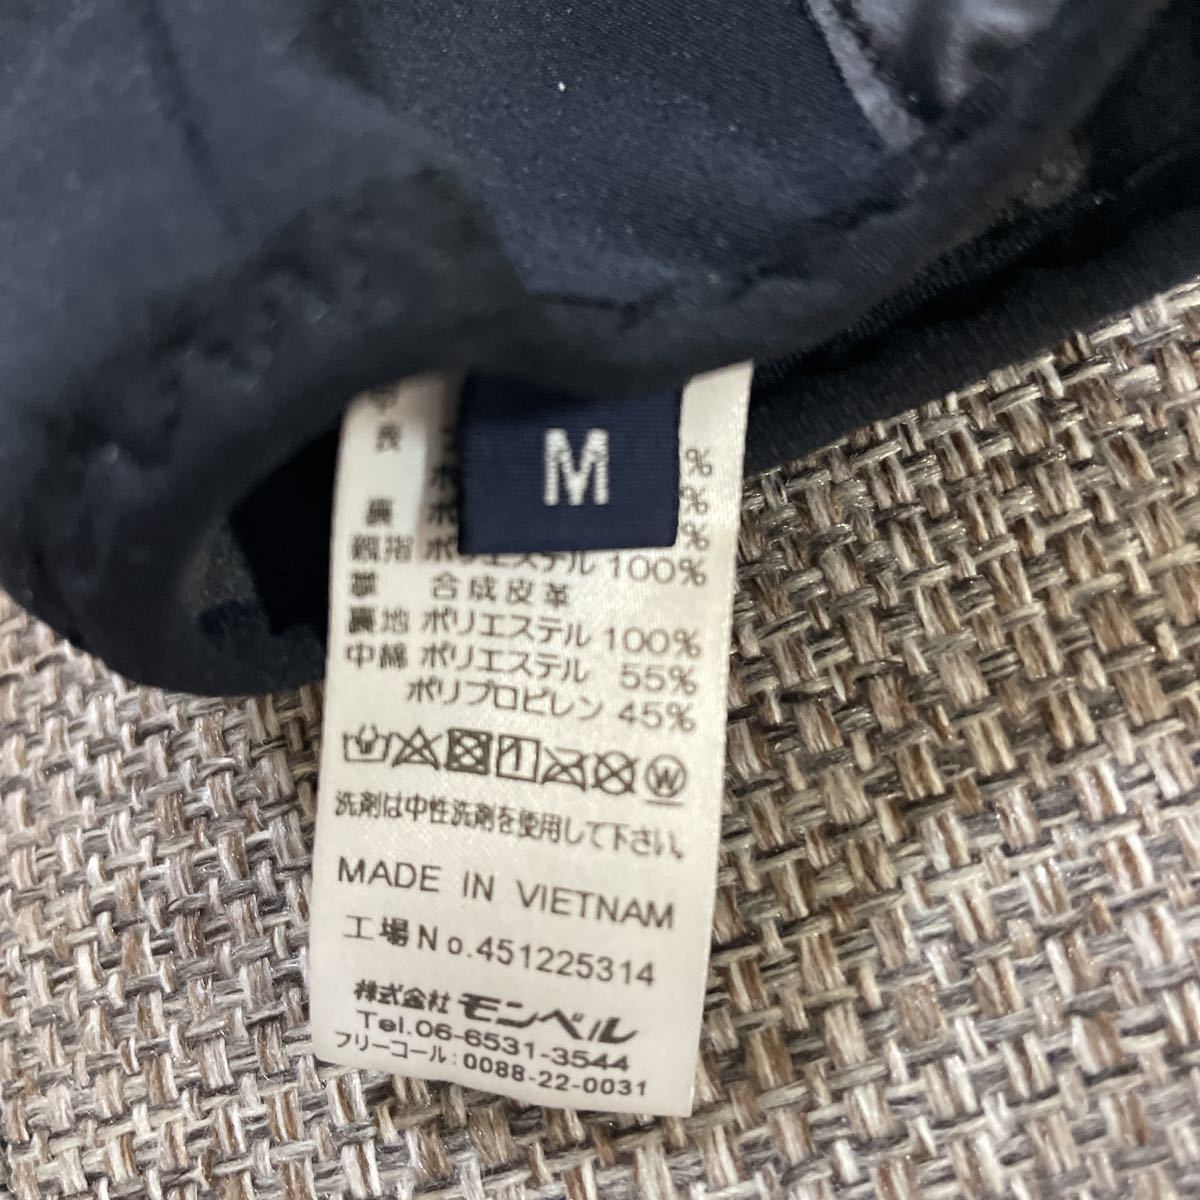 M
表
%
裏
%
%
親指 ポリエステル 100%
掌 合成皮革
裏地 ポリエステル 100%
中綿 ポリエステル 55%
ポリプロピレン 45%
W
洗剤は中性洗剤を使用して下さい。
MADE IN VIETNAM
工場No.451225314
株式会社 モンベル
Tel.06-6531-3544
フリーコール:0088-22-0031